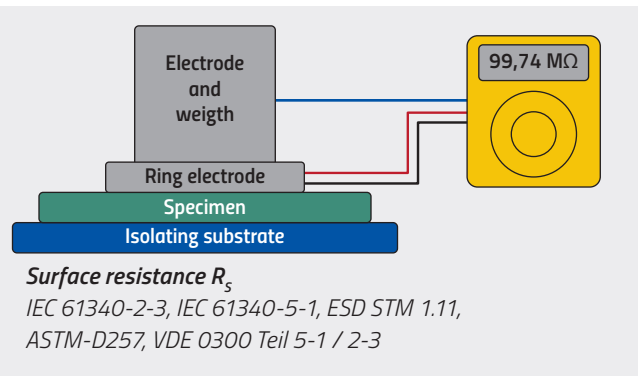 Electrode
and
weigth
99,74 MΩ
Ring electrode
Specimen
Isolating substrate
Surface resistance Rs
IEC 61340-2-3, IEC 61340-5-1, ESD STM 1.11,
ASTM-D257, VDE 0300 Teil 5-1 / 2-3